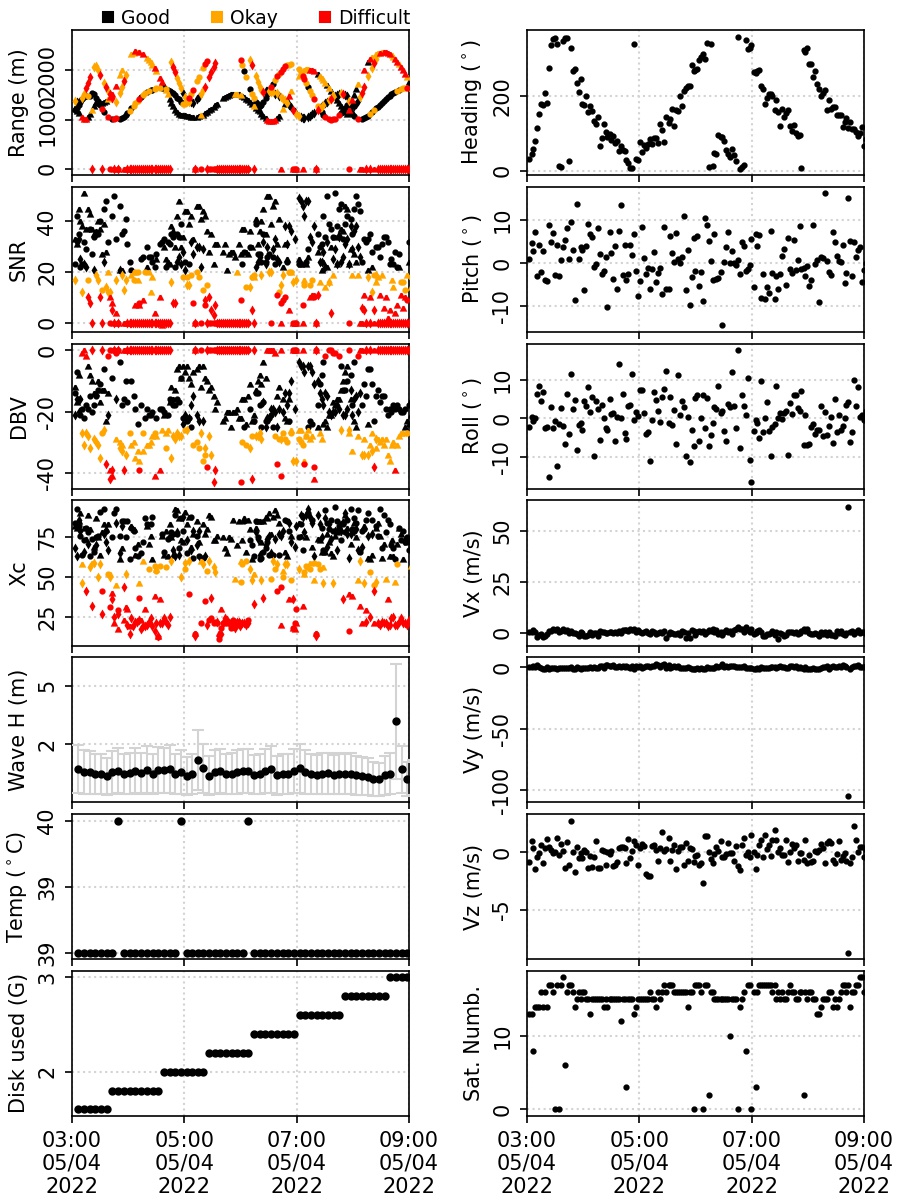 Good Okay Difficult
Range (m)
0
1000
2000
SNR
0
20
40
DBV
0
-20
-40
Xc
25
50
75
Wave H (m)
2
5
Temp (°C)
39
39
40
Disk used (G)
2
3
03:00 05:00 07:00 09:00
05/04 05/04 05/04 05/04
2022 2022 2022 2022
Heading (°)
0
200
Pitch (°)
-10
0
10
Roll (°)
-10
0
10
Vx (m/s)
0
25
50
Vy (m/s)
-100
-50
0
Vz (m/s)
-5
0
Sat. Numb.
0
10
03:00 05:00 07:00 09:00
05/04 05/04 05/04 05/04
2022 2022 2022 2022